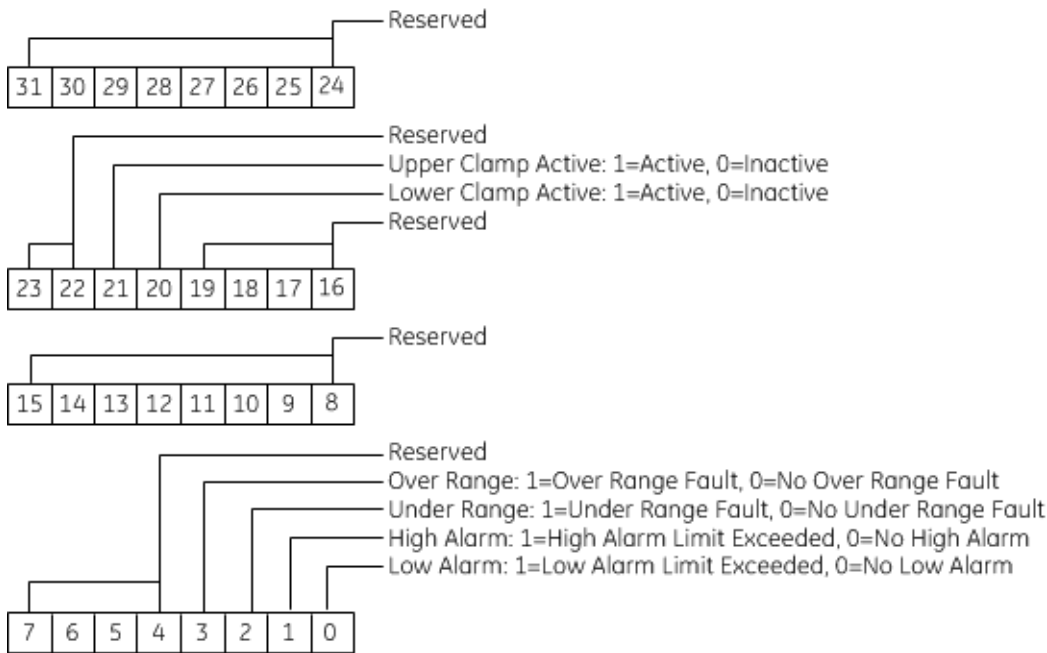 Reserved
31 30 29 28 27 26 25 24
Reserved
Upper Clamp Active: 1=Active, 0=Inactive
Lower Clamp Active: 1=Active, 0=Inactive
Reserved
23 22 21 20 19 18 17 16
Reserved
15 14 13 12 11 10 9 8
Reserved
Over Range: 1=Over Range Fault, 0=No Over Range Fault
Under Range: 1=Under Range Fault, 0=No Under Range Fault
High Alarm: 1=High Alarm Limit Exceeded, 0=No High Alarm
Low Alarm: 1=Low Alarm Limit Exceeded, 0=No Low Alarm
7 6 5 4 3 2 1 0